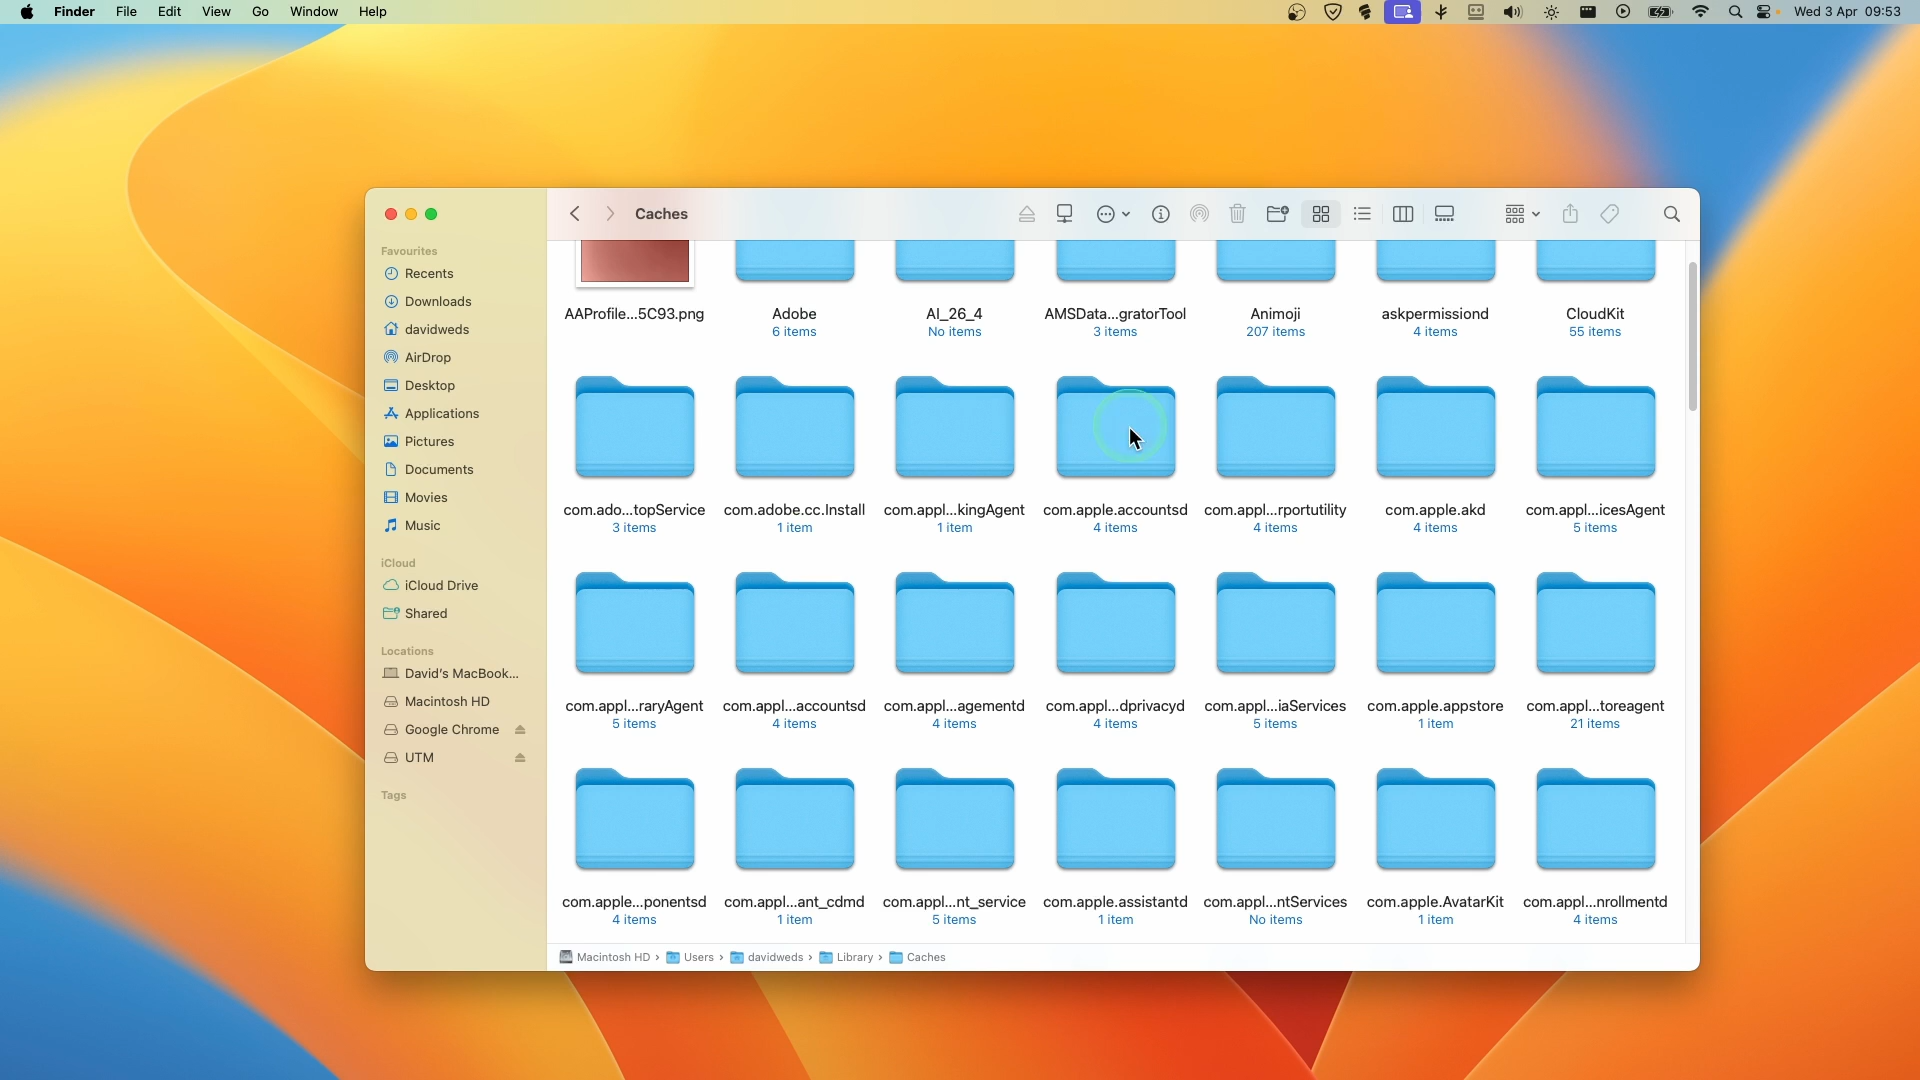 Finder File Edit View Go Window Help Wed 3 Apr 09:53
Caches
Favourites
Recents
Downloads
davidweds
AirDrop
Desktop
Applications
Pictures
Documents
Movies
Music
iCloud
iCloud Drive
Shared
Locations
David's MacBook...
Macintosh HD
Google Chrome
UTM
Tags
AAProfile...5C93.png Adobe AI_26_4 AMSData...gratorTool Animoji askpermissiond CloudKit
6 items No items 3 items 207 items 4 items 55 items
com.ado...topService com.adobe.cc.Install com.appl...kingAgent com.apple.accountsd com.appl...rportutility com.apple.akd com.appl...icesAgent
3 items 1 item 1 item 4 items 4 items 4 items 5 items
com.appl...raryAgent com.appl...accountsd com.appl...agementd com.appl...dprivacyd com.appl...iaServices com.apple.appstore com.appl...toreagent
5 items 4 items 4 items 4 items 5 items 1 item 21 items
com.apple...ponentsd com.appl...ant_cdmd com.appl...nt_service com.apple.assistantd com.appl...ntServices com.apple.AvatarKit com.appl...nrollmentd
4 items 1 item 5 items 1 item No items 1 item 4 items
Macintosh HD › Users › davidweds › Library › Caches